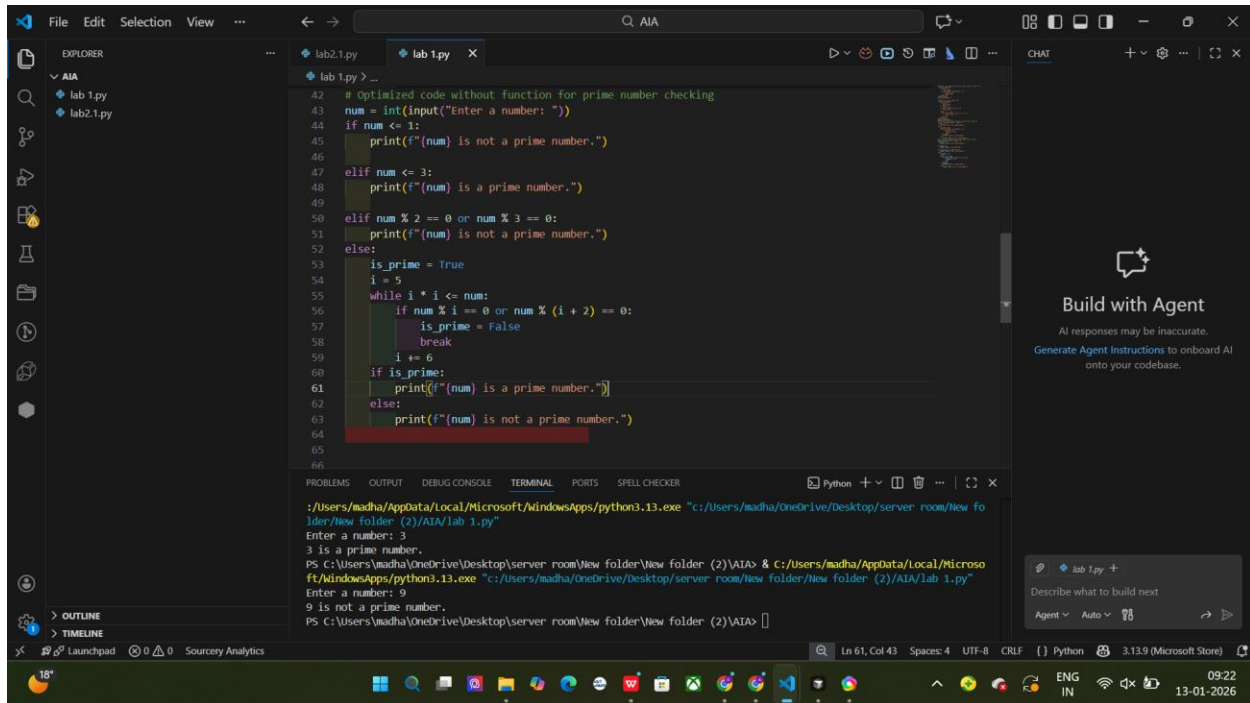 File Edit Selection View ··· AIA
EXPLORER ···
AIA
lab 1.py
lab2.1.py
OUTLINE
TIMELINE
lab2.1.py lab 1.py
lab 1.py > ...
42 # Optimized code without function for prime number checking
43 num = int(input("Enter a number: "))
44 if num <= 1:
45     print(f"{num} is not a prime number.")
46
47 elif num <= 3:
48     print(f"{num} is a prime number.")
49
50 elif num % 2 == 0 or num % 3 == 0:
51     print(f"{num} is not a prime number.")
52 else:
53     is_prime = True
54     i = 5
55     while i * i <= num:
56         if num % i == 0 or num % (i + 2) == 0:
57             is_prime = False
58             break
59         i += 6
60     if is_prime:
61         print(f"{num} is a prime number.")
62     else:
63         print(f"{num} is not a prime number.")
64
65
66
PROBLEMS OUTPUT DEBUG CONSOLE TERMINAL PORTS SPELL CHECKER Python
:/Users/madha/AppData/Local/Microsoft/WindowsApps/python3.13.exe "c:/Users/madha/OneDrive/Desktop/server room/New fo
lder/New folder (2)/AIA/lab 1.py"
Enter a number: 3
3 is a prime number.
PS C:\Users\madha\OneDrive\Desktop\server room\New folder\New folder (2)\AIA> & C:/Users/madha/AppData/Local/Microso
ft/WindowsApps/python3.13.exe "c:/Users/madha/OneDrive/Desktop/server room/New folder/New folder (2)/AIA/lab 1.py"
Enter a number: 9
9 is not a prime number.
PS C:\Users\madha\OneDrive\Desktop\server room\New folder\New folder (2)\AIA>
CHAT
Build with Agent
AI responses may be inaccurate.
Generate Agent Instructions to onboard AI
onto your codebase.
lab 1.py +
Describe what to build next
Agent Auto
Launchpad 0 0 Sourcery Analytics Ln 61, Col 43 Spaces: 4 UTF-8 CRLF {} Python 3.13.9 (Microsoft Store)
1
18°
ENG
IN
09:22
13-01-2026